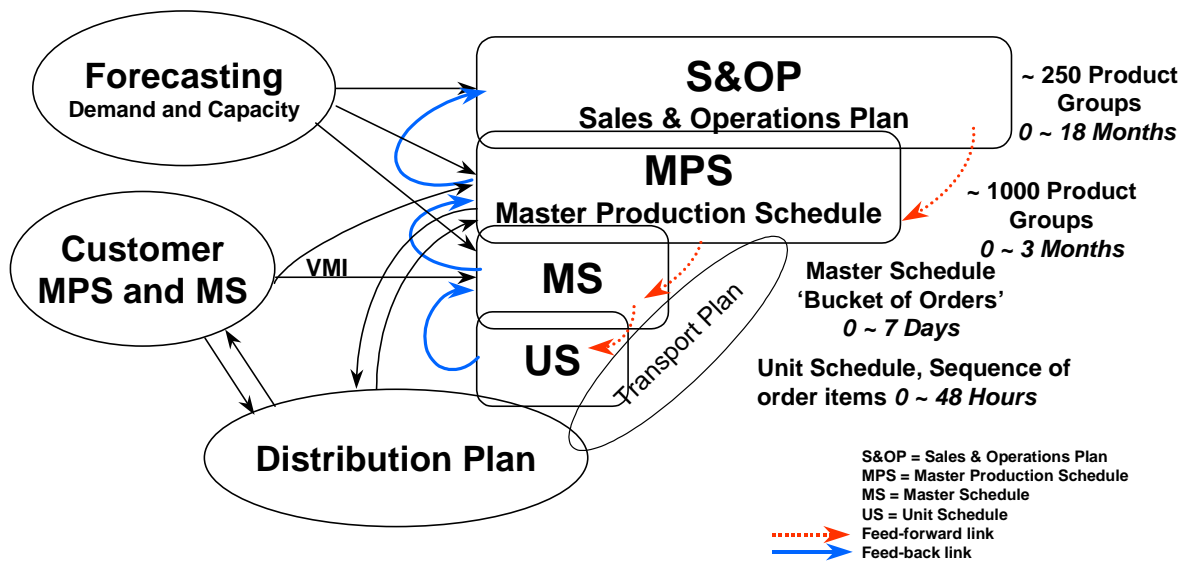 Forecasting
Demand and Capacity
S&OP
Sales & Operations Plan
~ 250 Product
Groups
0 ~ 18 Months
MPS
Master Production Schedule
~ 1000 Product
Groups
0 ~ 3 Months
Customer
MPS and MS
VMI
MS
Master Schedule
‘Bucket of Orders’
0 ~ 7 Days
US
Transport Plan
Unit Schedule, Sequence of
order items 0 ~ 48 Hours
Distribution Plan
S&OP = Sales & Operations Plan
MPS = Master Production Schedule
MS = Master Schedule
US = Unit Schedule
Feed-forward link
Feed-back link